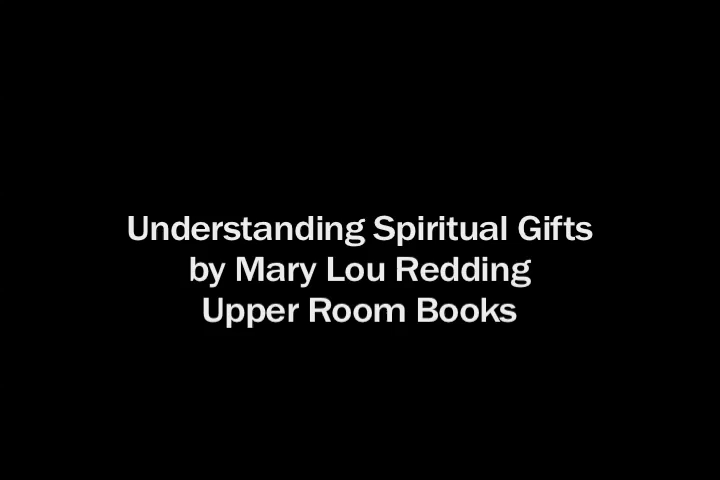 Understanding Spiritual Gifts
by Mary Lou Redding
Upper Room Books